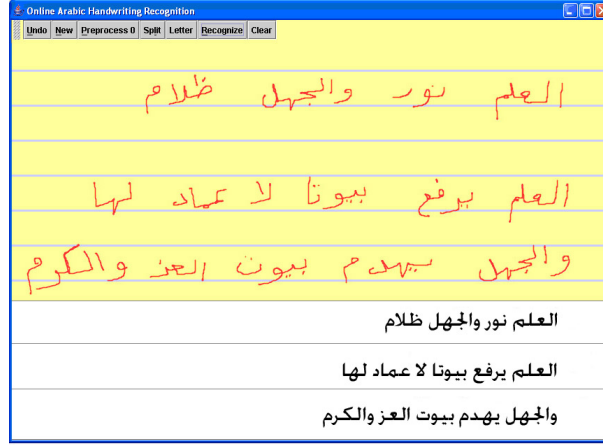 Online Arabic Handwriting Recognition
Undo New Preprocess 0 Split Letter Recognize Clear
العلم نور والجهل ظلام
العلم يرفع بيوتا لا عماد لها
والجهل يهدم بيوت العز والكرم
العلم نور والجهل ظلام
العلم يرفع بيوتا لا عماد لها
والجهل يهدم بيوت العز والكرم